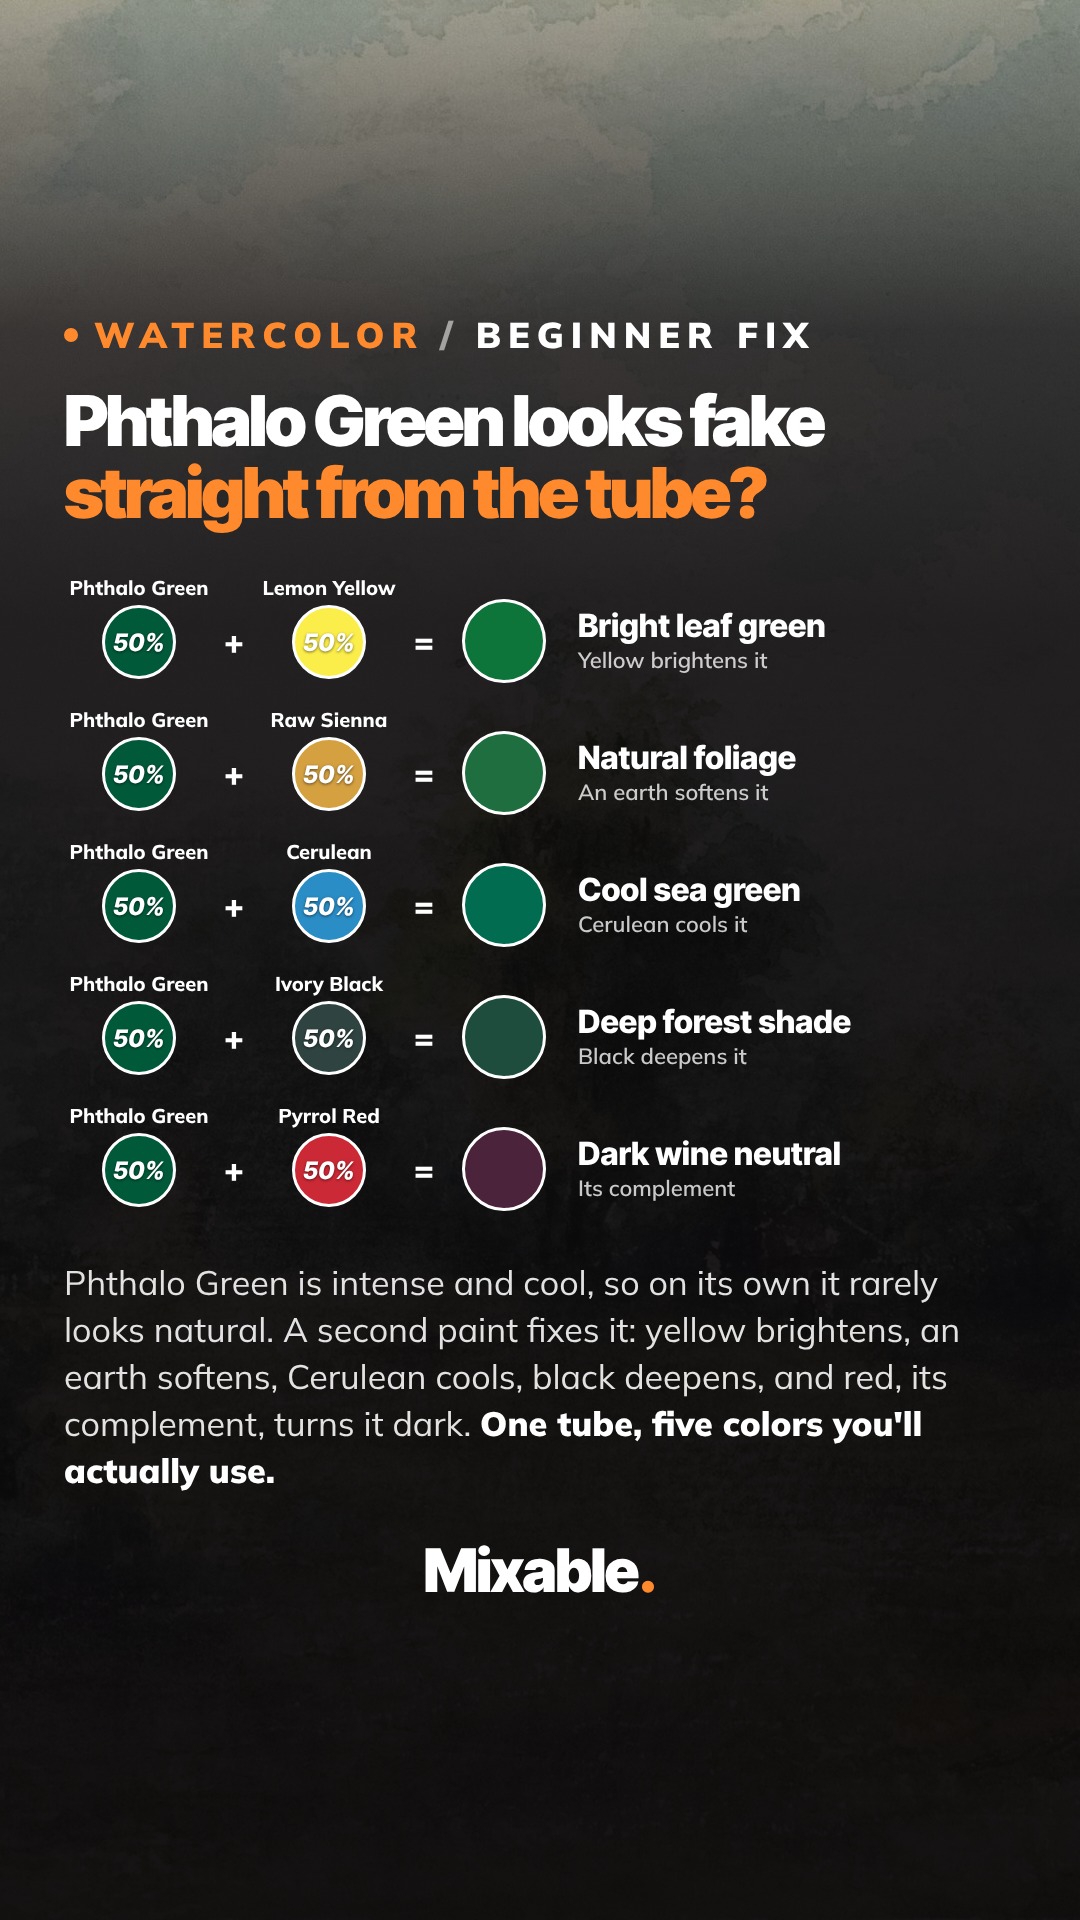 • WATERCOLOR / BEGINNER FIX
Phthalo Green looks fake
straight from the tube?
Phthalo Green Lemon Yellow
50% + 50% = Bright leaf green
Yellow brightens it
Phthalo Green Raw Sienna
50% + 50% = Natural foliage
An earth softens it
Phthalo Green Cerulean
50% + 50% = Cool sea green
Cerulean cools it
Phthalo Green Ivory Black
50% + 50% = Deep forest shade
Black deepens it
Phthalo Green Pyrrol Red
50% + 50% = Dark wine neutral
Its complement
Phthalo Green is intense and cool, so on its own it rarely
looks natural. A second paint fixes it: yellow brightens, an
earth softens, Cerulean cools, black deepens, and red, its
complement, turns it dark. One tube, five colors you'll
actually use.
Mixable.